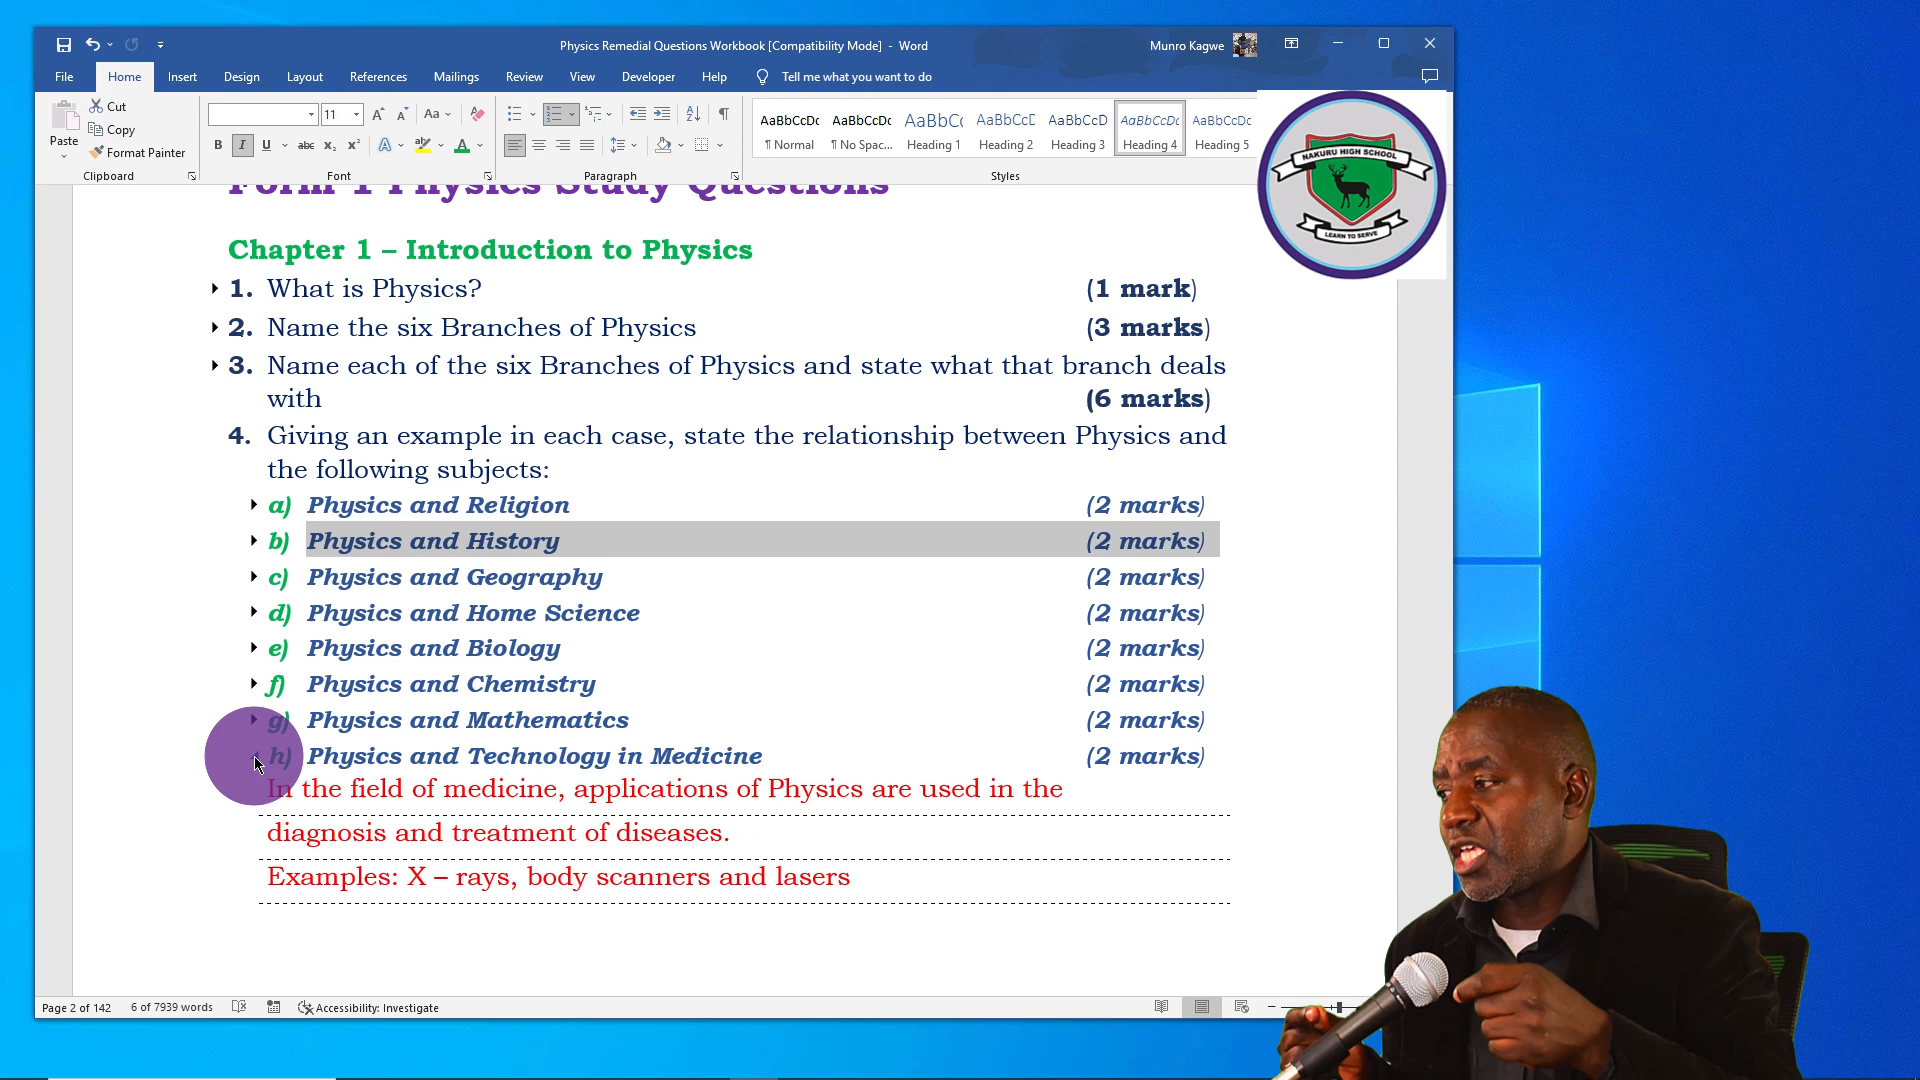 Physics Remedial Questions Workbook [Compatibility Mode] - Word
Munro Kagwe
File Home Insert Design Layout References Mailings Review View Developer Help Tell me what you want to do
Cut
Copy
Format Painter
Paste
Clipboard
11
Font
Paragraph
AaBbCcDc AaBbCcDc AaBbCc AaBbCcD AaBbCcD AaBbCcDc AaBbCcDc
¶ Normal ¶ No Spac... Heading 1 Heading 2 Heading 3 Heading 4 Heading 5
Styles
NAKURU HIGH SCHOOL
LEARN TO SERVE
Form 1 Physics Study Questions
Chapter 1 – Introduction to Physics
1. What is Physics? (1 mark)
2. Name the six Branches of Physics (3 marks)
3. Name each of the six Branches of Physics and state what that branch deals
with (6 marks)
4. Giving an example in each case, state the relationship between Physics and
the following subjects:
a) Physics and Religion (2 marks)
b) Physics and History (2 marks)
c) Physics and Geography (2 marks)
d) Physics and Home Science (2 marks)
e) Physics and Biology (2 marks)
f) Physics and Chemistry (2 marks)
g) Physics and Mathematics (2 marks)
h) Physics and Technology in Medicine (2 marks)
In the field of medicine, applications of Physics are used in the
diagnosis and treatment of diseases.
Examples: X – rays, body scanners and lasers
Page 2 of 142 6 of 7939 words Accessibility: Investigate